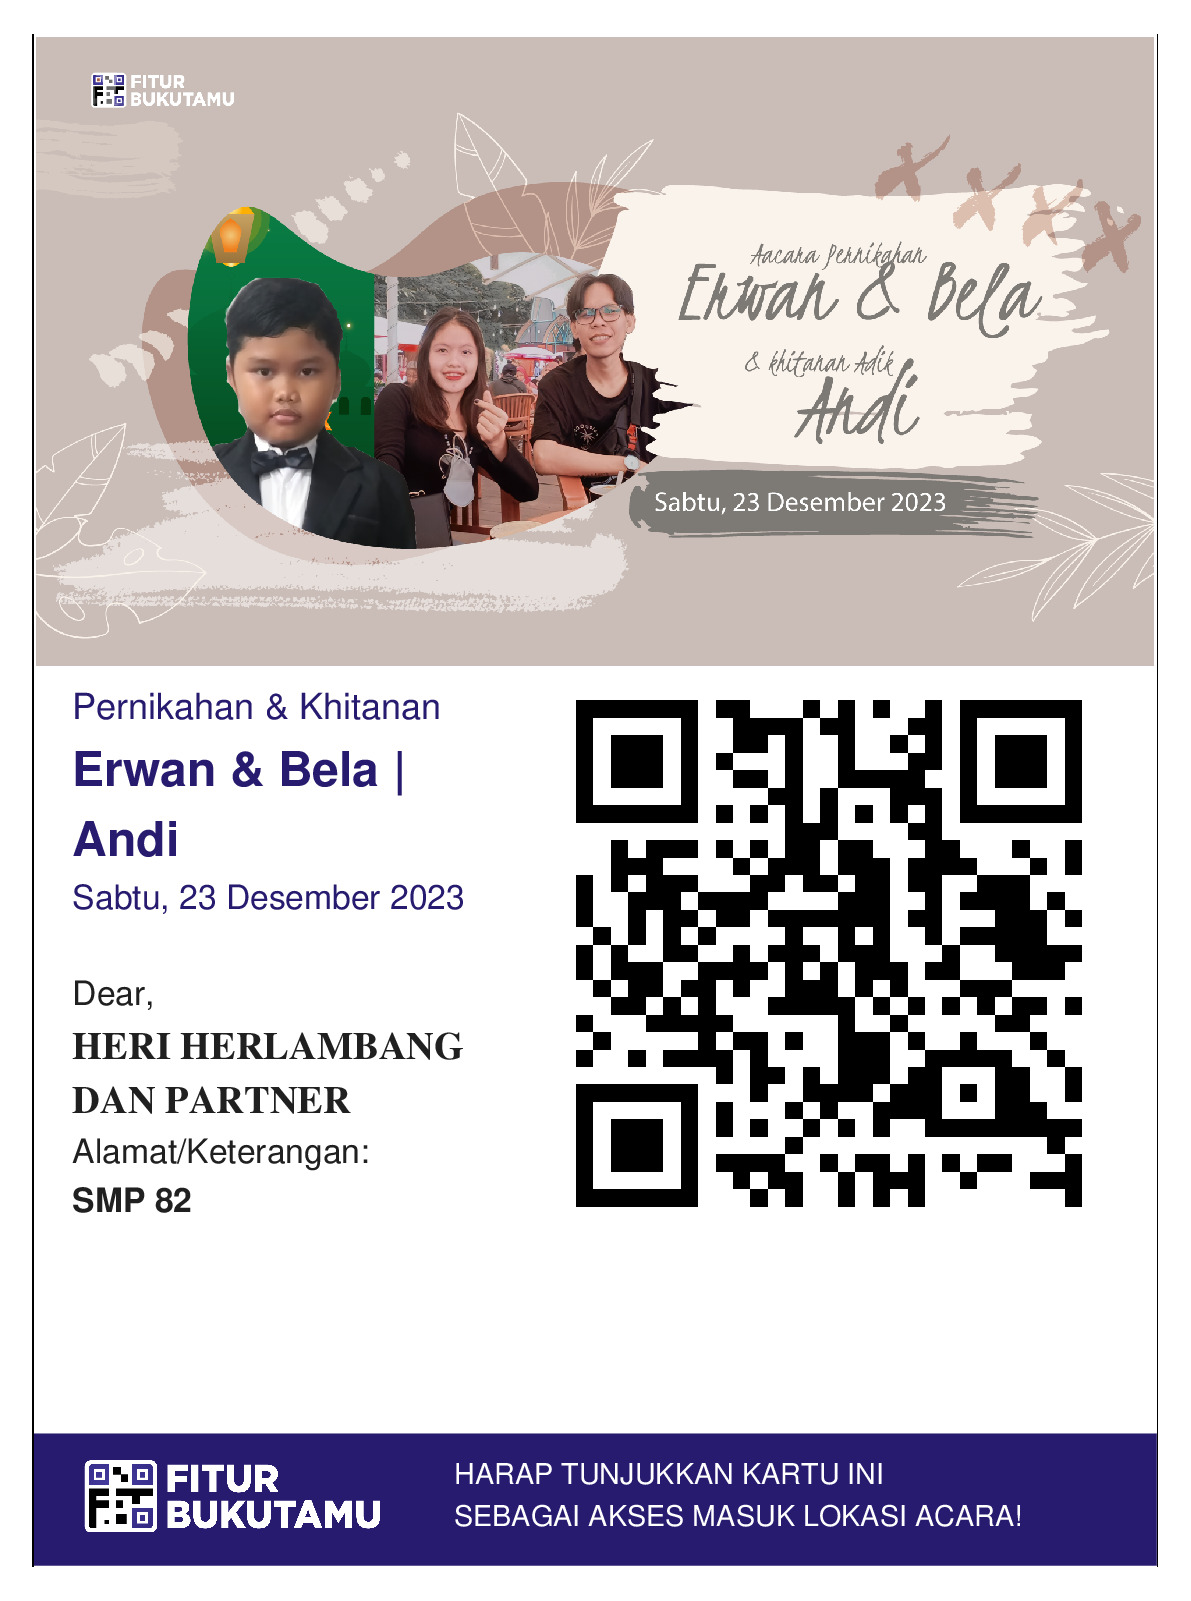 FITUR
BUKUTAMU
Aacara Pernikahan
Erwan & Bela
& khitanan Adik
Andi
Sabtu, 23 Desember 2023
Pernikahan & Khitanan
Erwan & Bela |
Andi
Sabtu, 23 Desember 2023
Dear,
HERI HERLAMBANG
DAN PARTNER
Alamat/Keterangan:
SMP 82
FITUR
BUKUTAMU
HARAP TUNJUKKAN KARTU INI
SEBAGAI AKSES MASUK LOKASI ACARA!